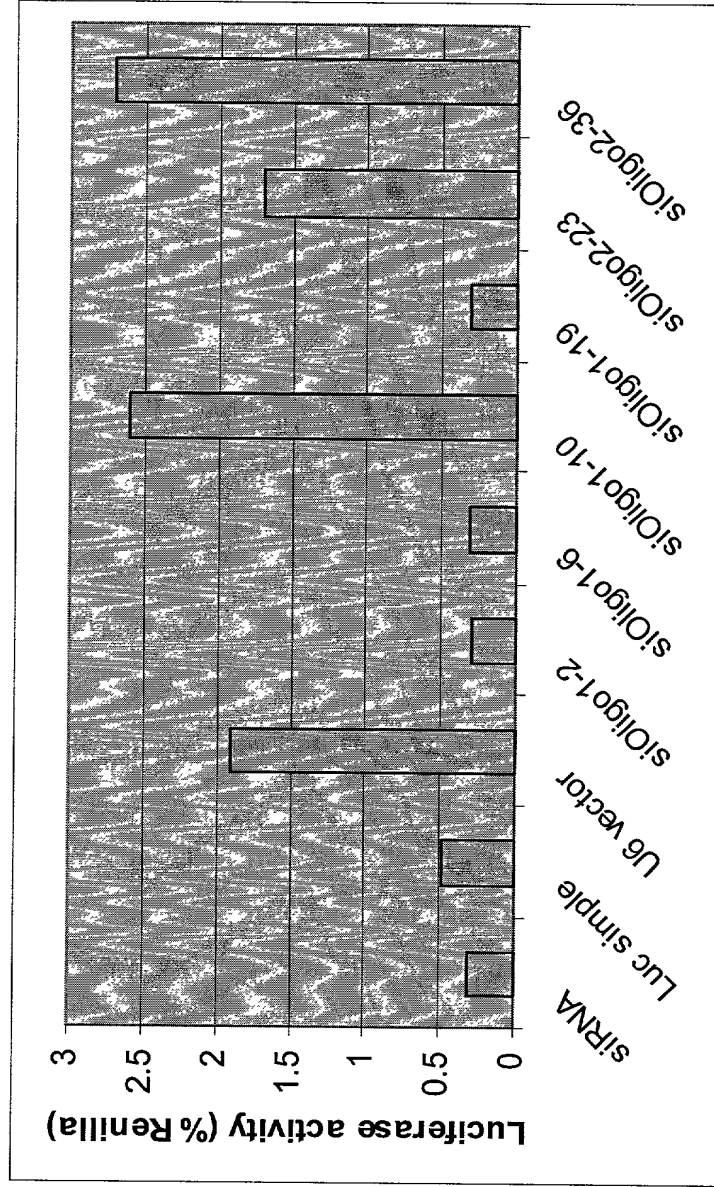 Luciferase activity (% Renilla)
3
2.5
2
1.5
1
0.5
0
siRNA
Luc simple
U6 vector
siOligo1-2
siOligo1-6
siOligo1-10
siOligo1-19
siOligo2-23
siOligo2-36